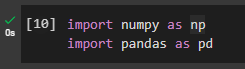 [10] import numpy as np
0s import pandas as pd